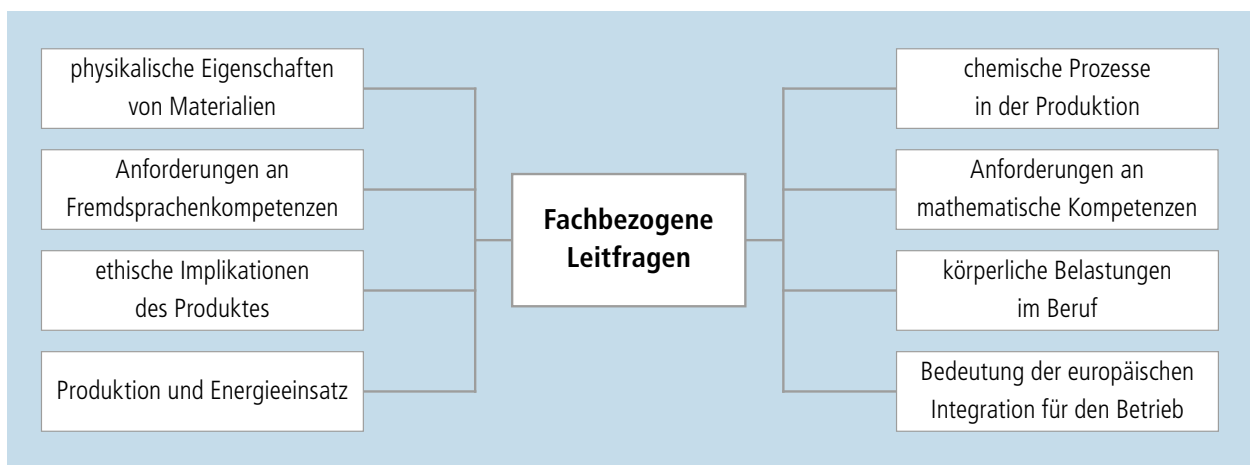 physikalische Eigenschaften
von Materialien
Anforderungen an
Fremdsprachenkompetenzen
ethische Implikationen
des Produktes
Produktion und Energieeinsatz
Fachbezogene
Leitfragen
chemische Prozesse
in der Produktion
Anforderungen an
mathematische Kompetenzen
körperliche Belastungen
im Beruf
Bedeutung der europäischen
Integration für den Betrieb